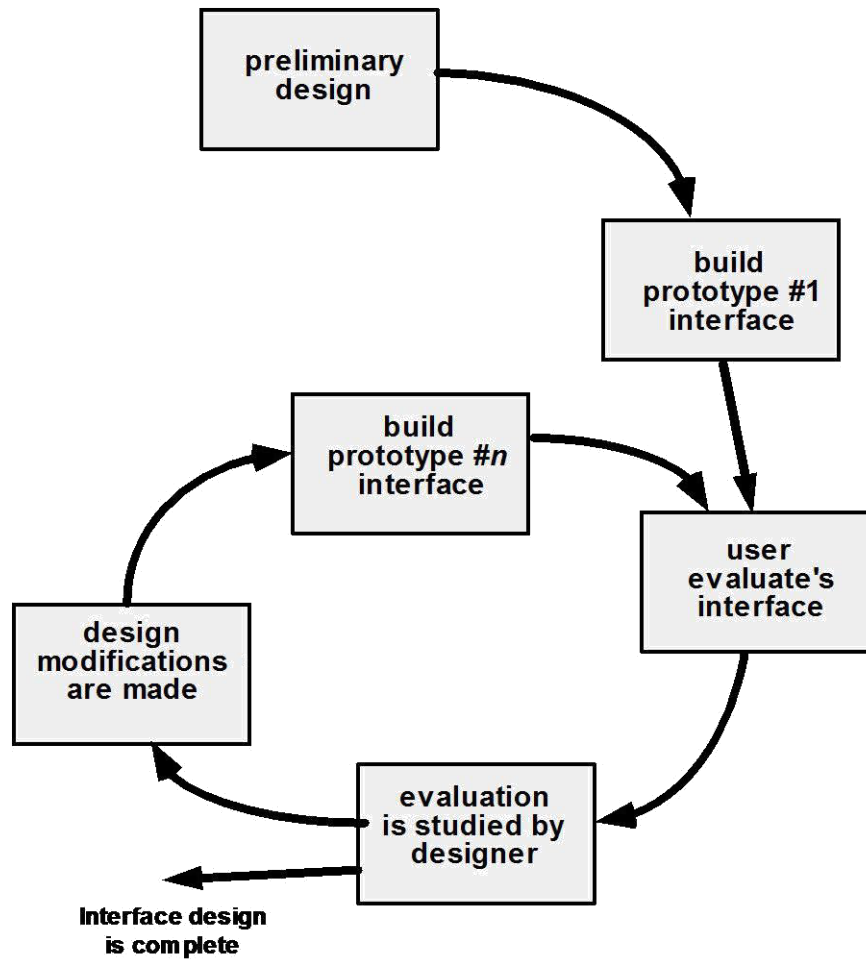 preliminary
design
build
prototype #1
interface
build
prototype #n
interface
user
evaluate's
interface
design
modifications
are made
evaluation
is studied by
designer
Interface design
is complete